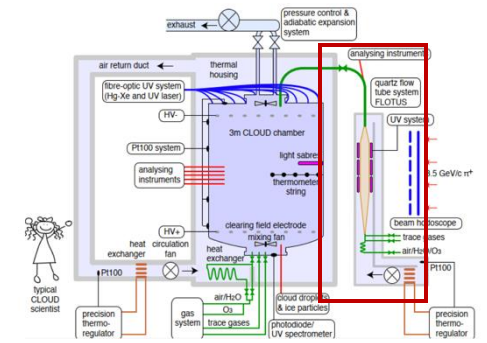 pressure control &
adiabatic expansion
system
exhaust
air return duct
thermal
housing
analysing instruments
fibre-optic UV system
(Hg-Xe and UV laser)
quartz flow
tube system
FLOTUS
HV-
UV system
3m CLOUD chamber
Pt100 system
light sabre
analysing
instruments
thermometer
string
3.5 GeV/c π+
beam hodoscope
clearing field electrode
HV+
mixing fan
trace gases
air/H2O/O3
heat
exchanger
circulation
fan
heat
exchanger
Pt100
Pt100
typical
CLOUD
scientist
air/H2O
O3
trace gases
gas
system
cloud droplets
& ice particles
photodiode/
UV spectrometer
precision
thermo-
regulator
precision
thermo-
regulator